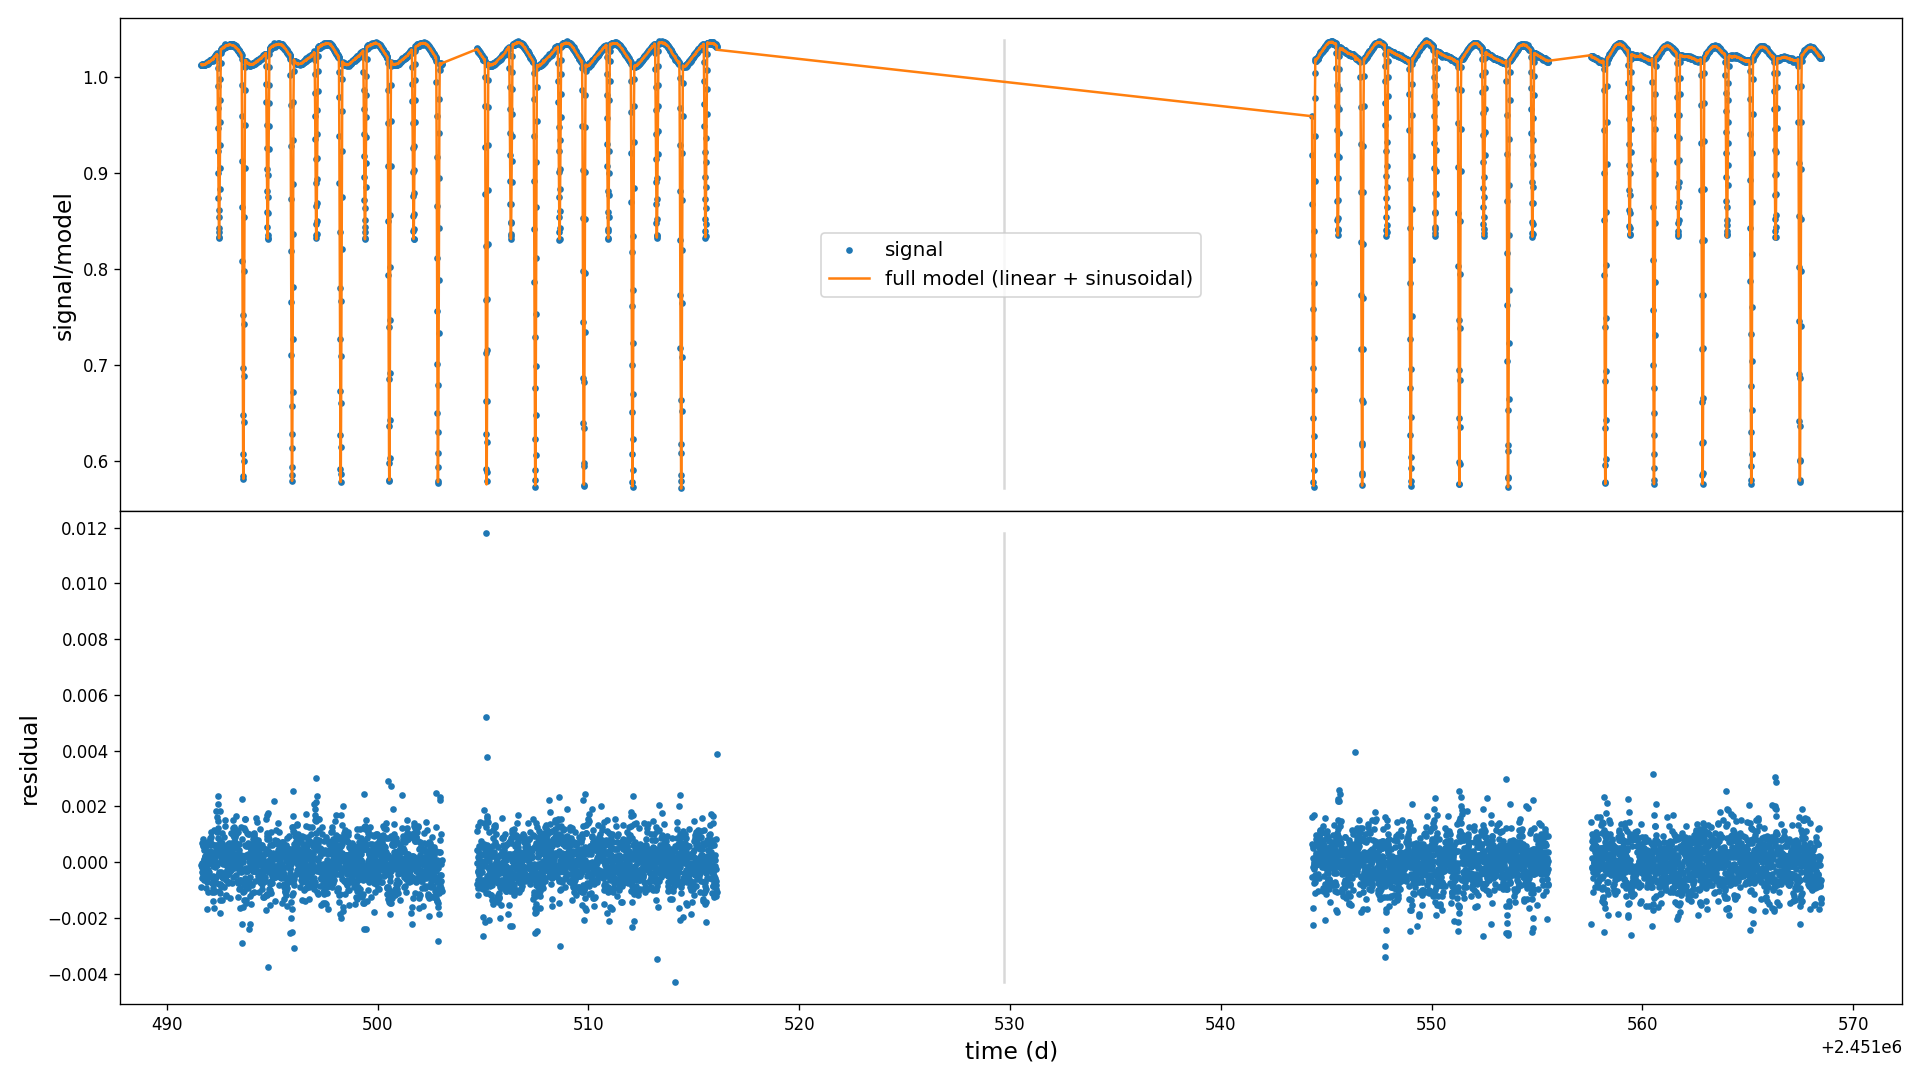 1.0
0.9
0.8
0.7
0.6
signal/model
signal
full model (linear + sinusoidal)
0.012
0.010
0.008
0.006
0.004
0.002
0.000
−0.002
−0.004
residual
490 500 510 520 530 540 550 560 570
+2.451e6
time (d)